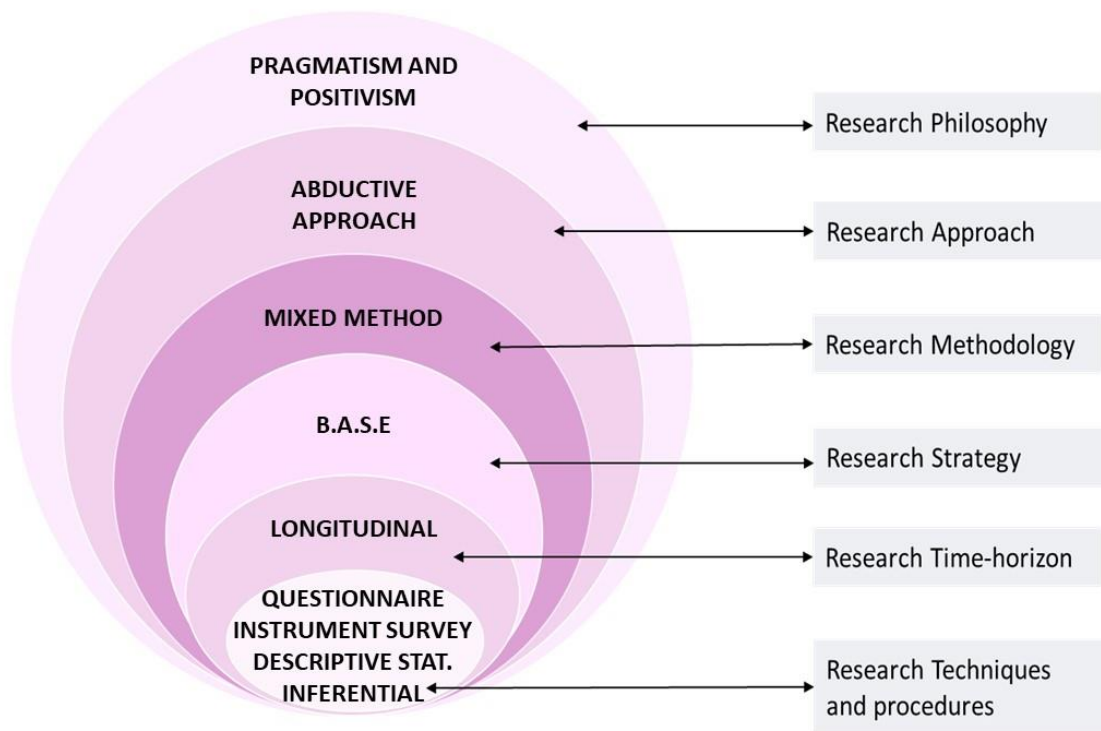 PRAGMATISM AND
POSITIVISM
Research Philosophy
ABDUCTIVE
APPROACH
Research Approach
MIXED METHOD
Research Methodology
B.A.S.E
Research Strategy
LONGITUDINAL
Research Time-horizon
QUESTIONNAIRE
INSTRUMENT SURVEY
DESCRIPTIVE STAT.
INFERENTIAL
Research Techniques
and procedures